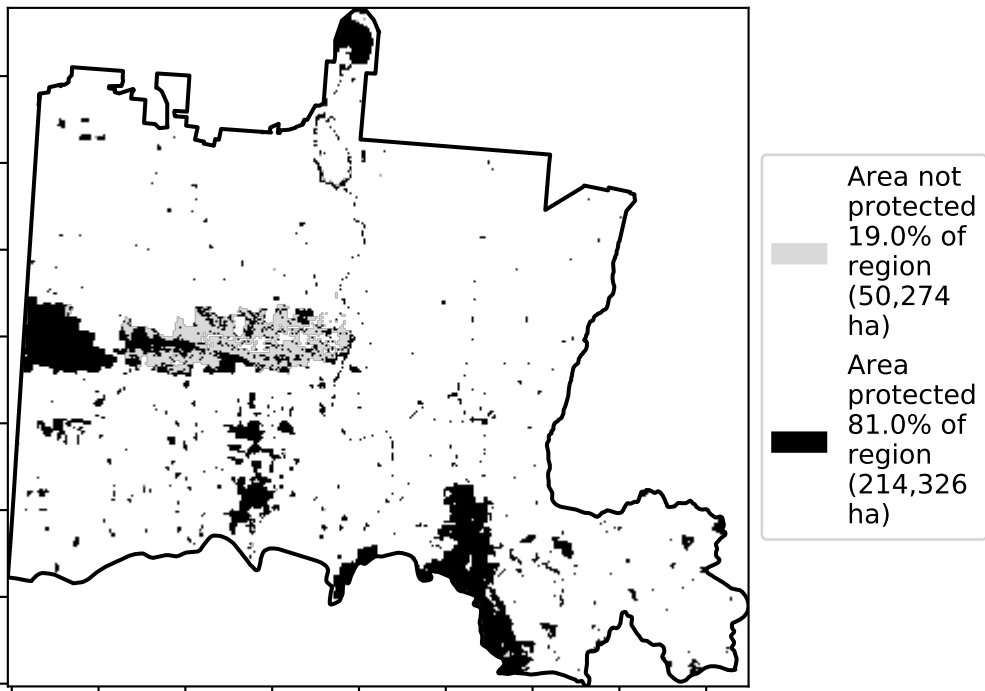 Area not
protected
19.0% of
region
(50,274
ha)
Area
protected
81.0% of
region
(214,326
ha)